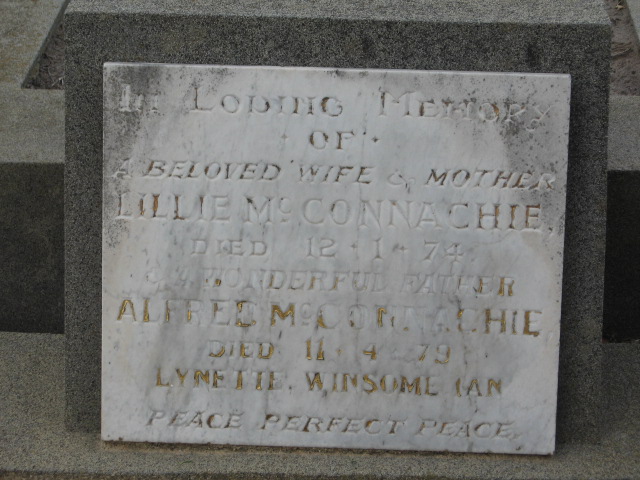 In Loving Memory
OF
A BELOVED WIFE & MOTHER
LILLIE McCONNACHIE,
DIED 12 · 1 · 74
& WONDERFUL FATHER
ALFRED McCONNACHIE
DIED 11 · 4 · 79
LYNETTE. WINSOME IAN
PEACE PERFECT PEACE.